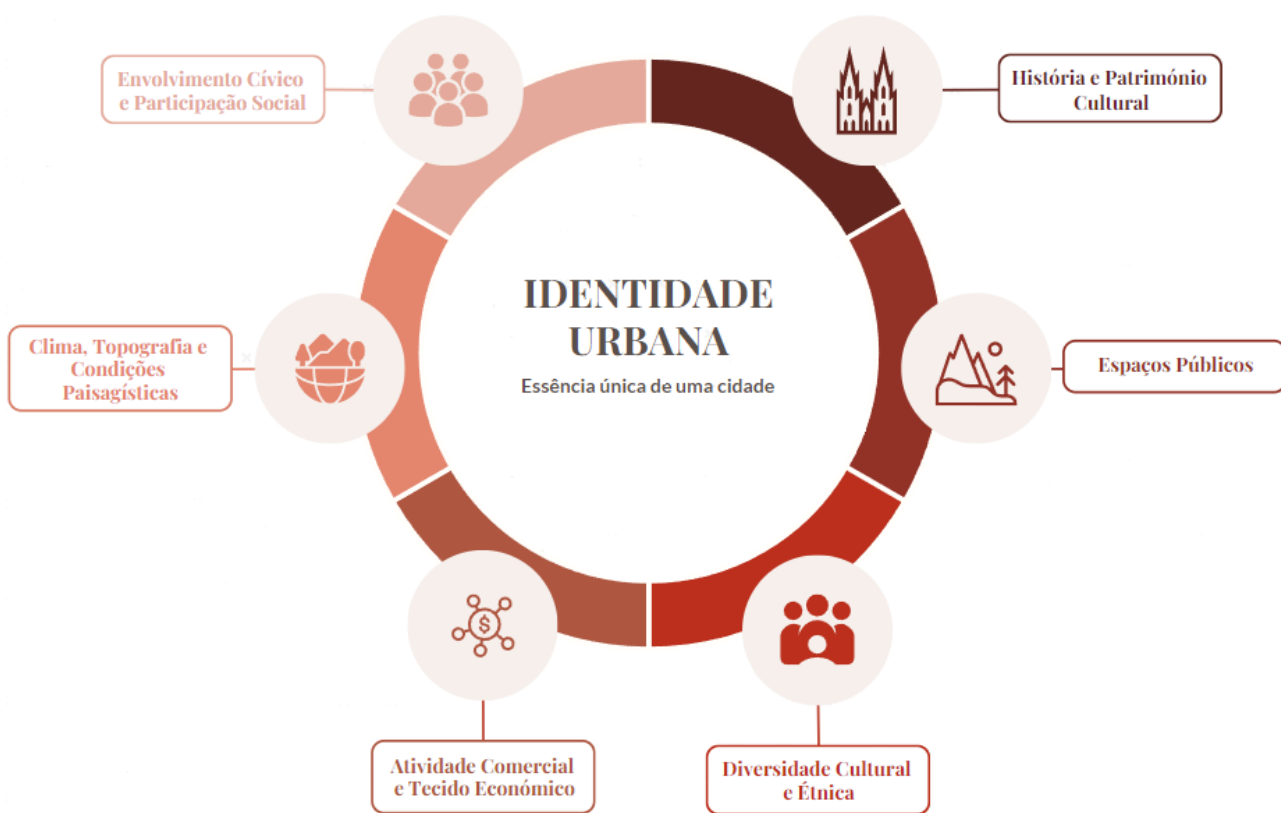 Envolvimento Cívico
e Participação Social
História e Património
Cultural
IDENTIDADE
URBANA
Essência única de uma cidade
Clima, Topografia e
Condições
Paisagísticas
Espaços Públicos
$
Atividade Comercial
e Tecido Económico
Diversidade Cultural
e Étnica